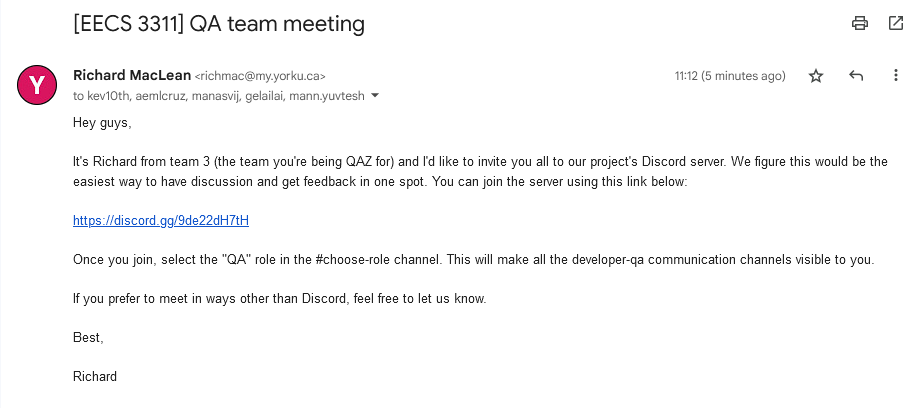 [EECS 3311] QA team meeting
Y
Richard MacLean <richmac@my.yorku.ca>
11:12 (5 minutes ago)
to kev10th, aemlcruz, manasvij, gelailai, mann.yuvtesh
Hey guys,
It's Richard from team 3 (the team you're being QAZ for) and I'd like to invite you all to our project's Discord server. We figure this would be the
easiest way to have discussion and get feedback in one spot. You can join the server using this link below:
https://discord.gg/9de22dH7tH
Once you join, select the "QA" role in the #choose-role channel. This will make all the developer-qa communication channels visible to you.
If you prefer to meet in ways other than Discord, feel free to let us know.
Best,
Richard